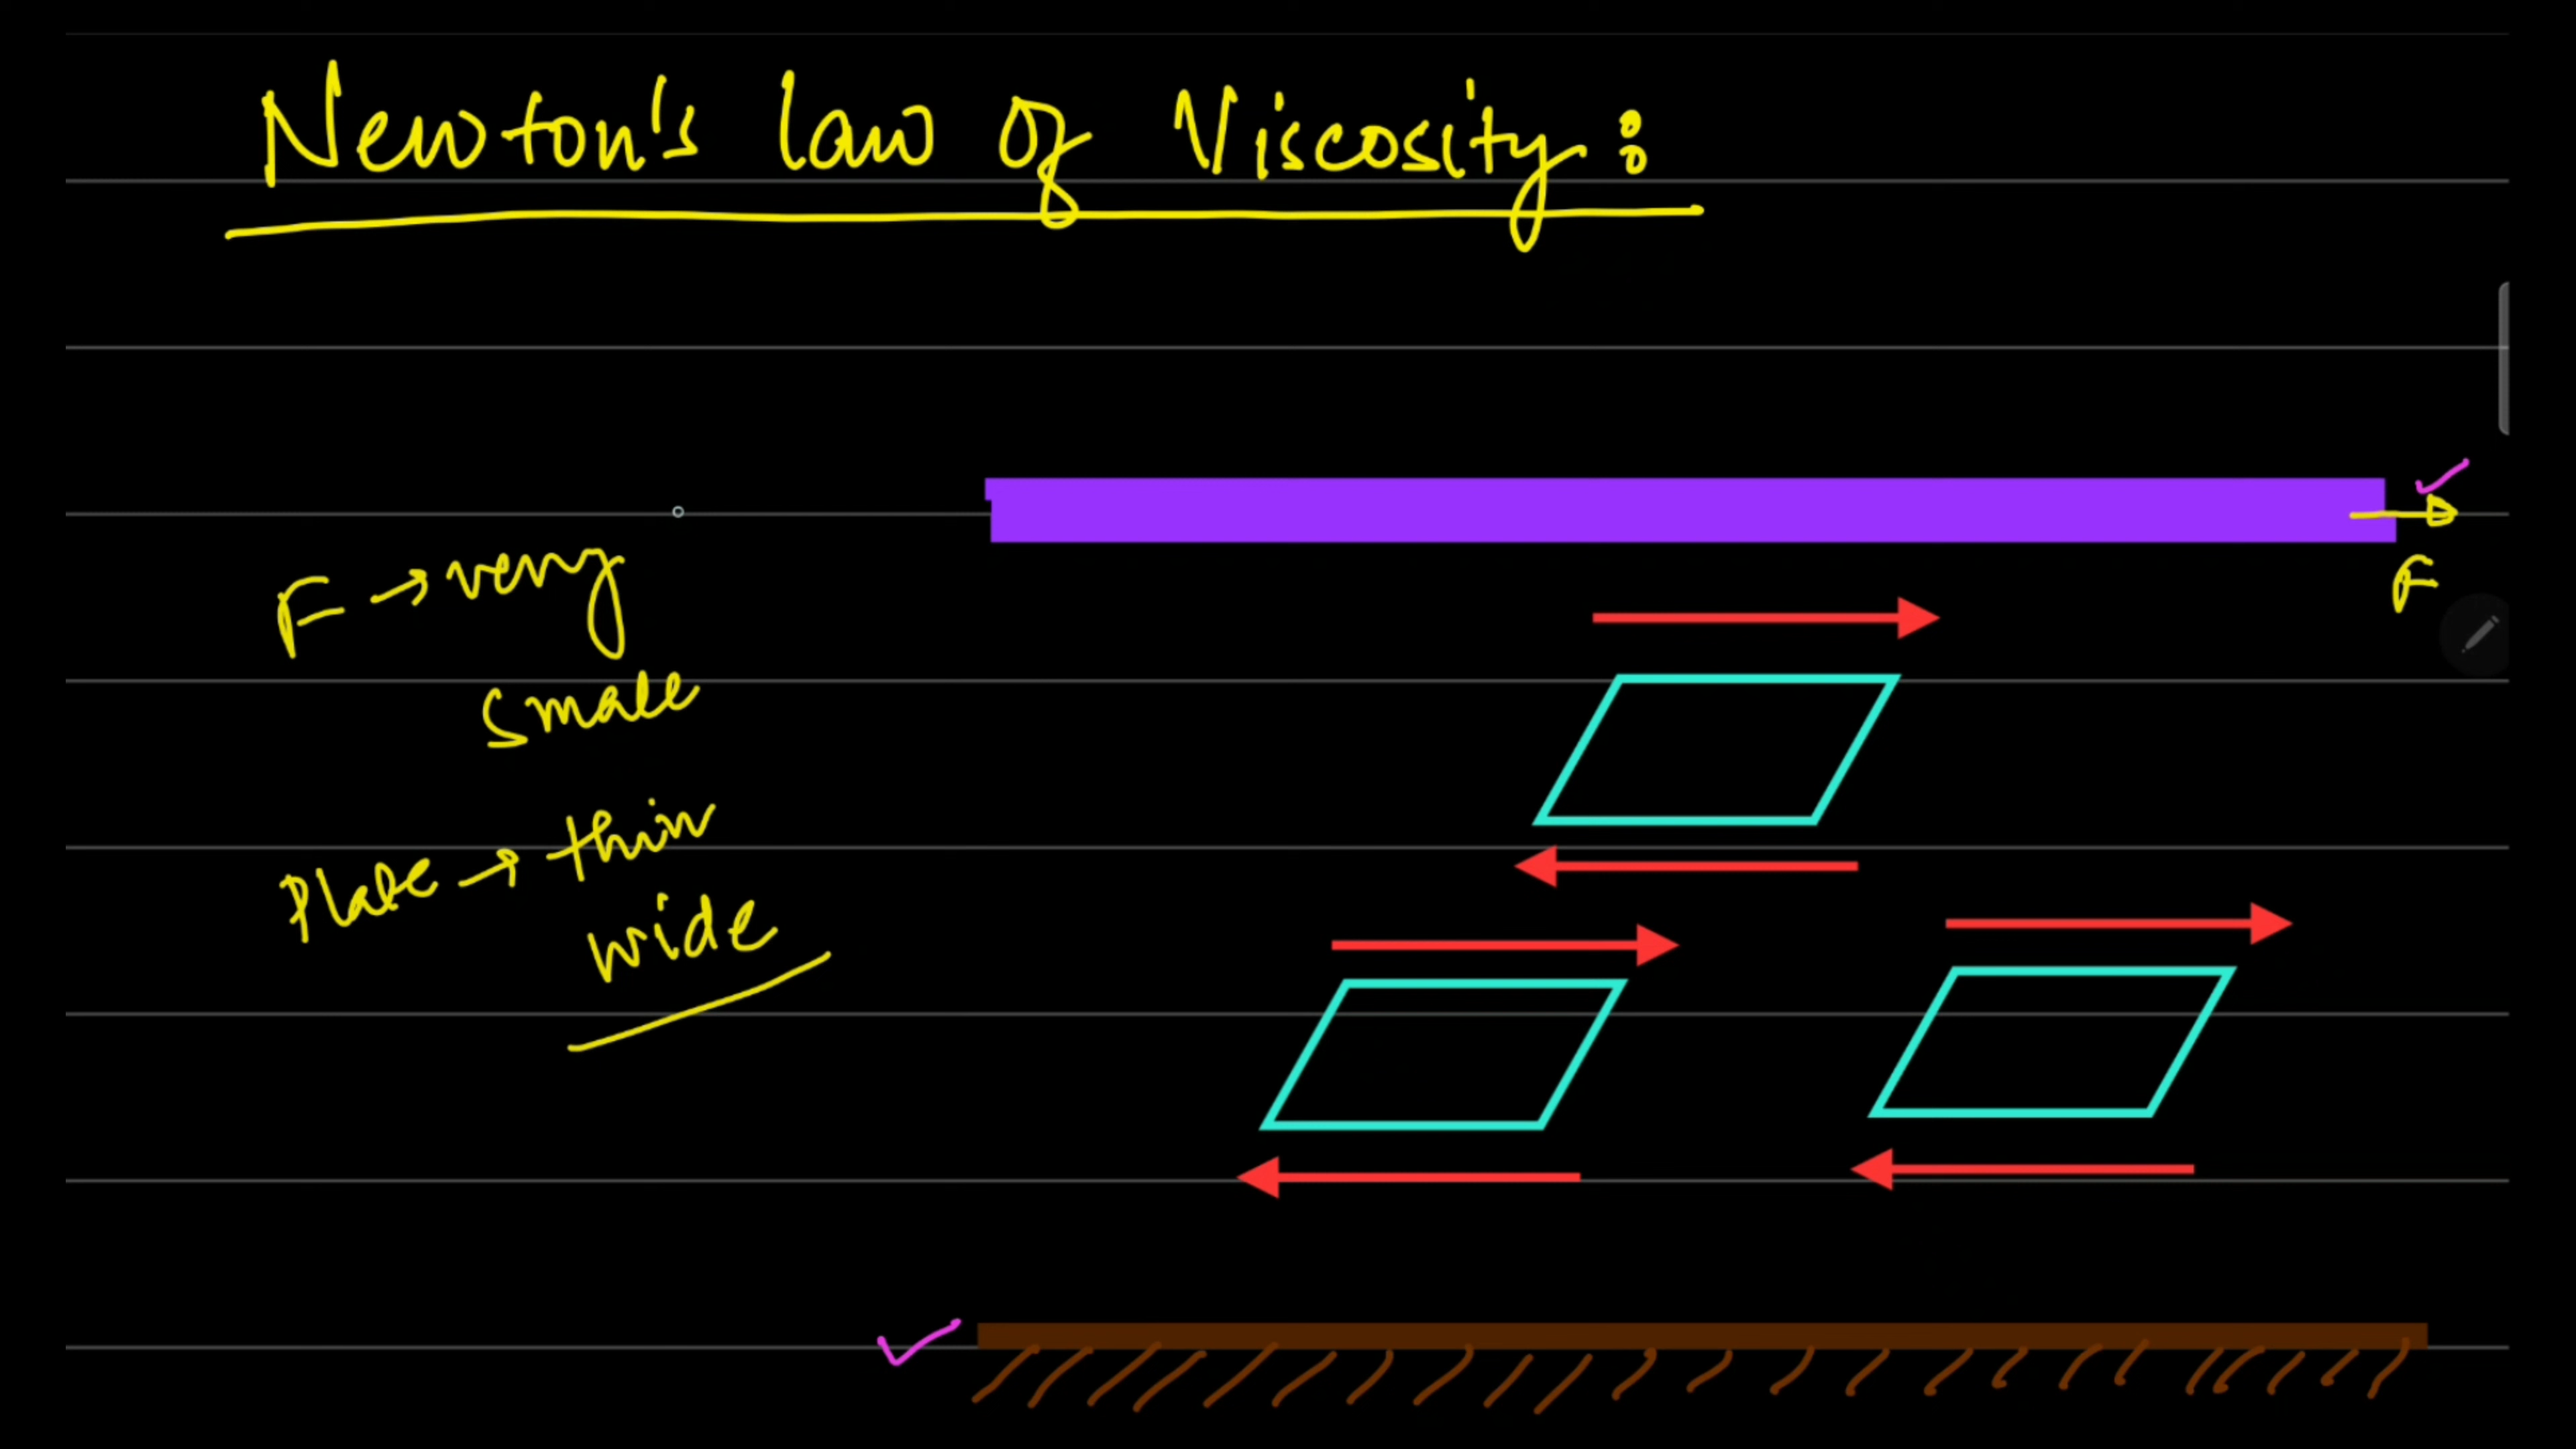 Newton's law of Viscosity:
F
F → very
small
Plate → thin
wide